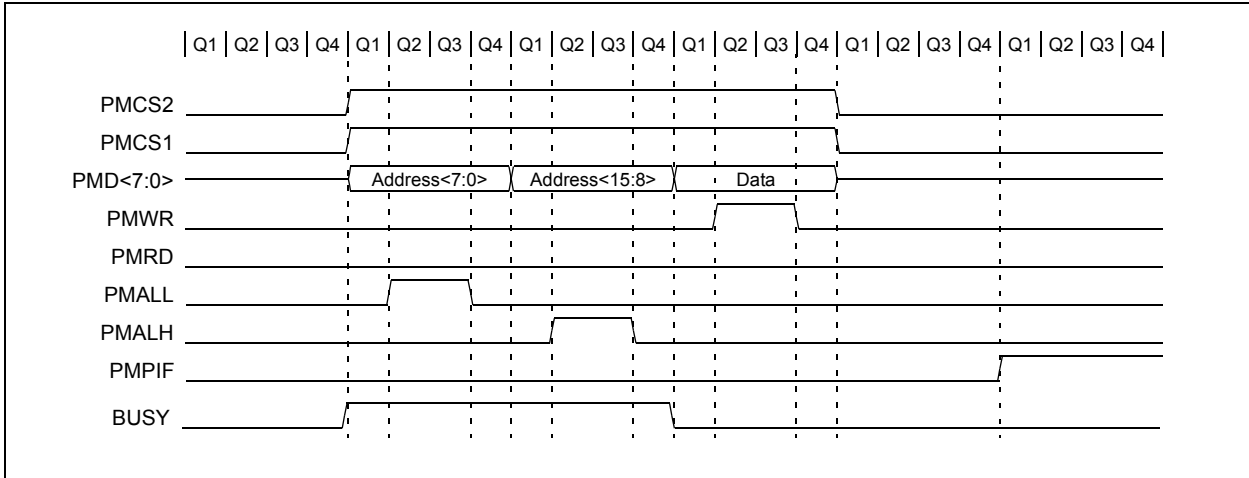 Q1 Q2 Q3 Q4 Q1 Q2 Q3 Q4 Q1 Q2 Q3 Q4 Q1 Q2 Q3 Q4 Q1 Q2 Q3 Q4 Q1 Q2 Q3 Q4
PMCS2
PMCS1
PMD<7:0> Address<7:0> Address<15:8> Data
PMWR
PMRD
PMALL
PMALH
PMPIF
BUSY